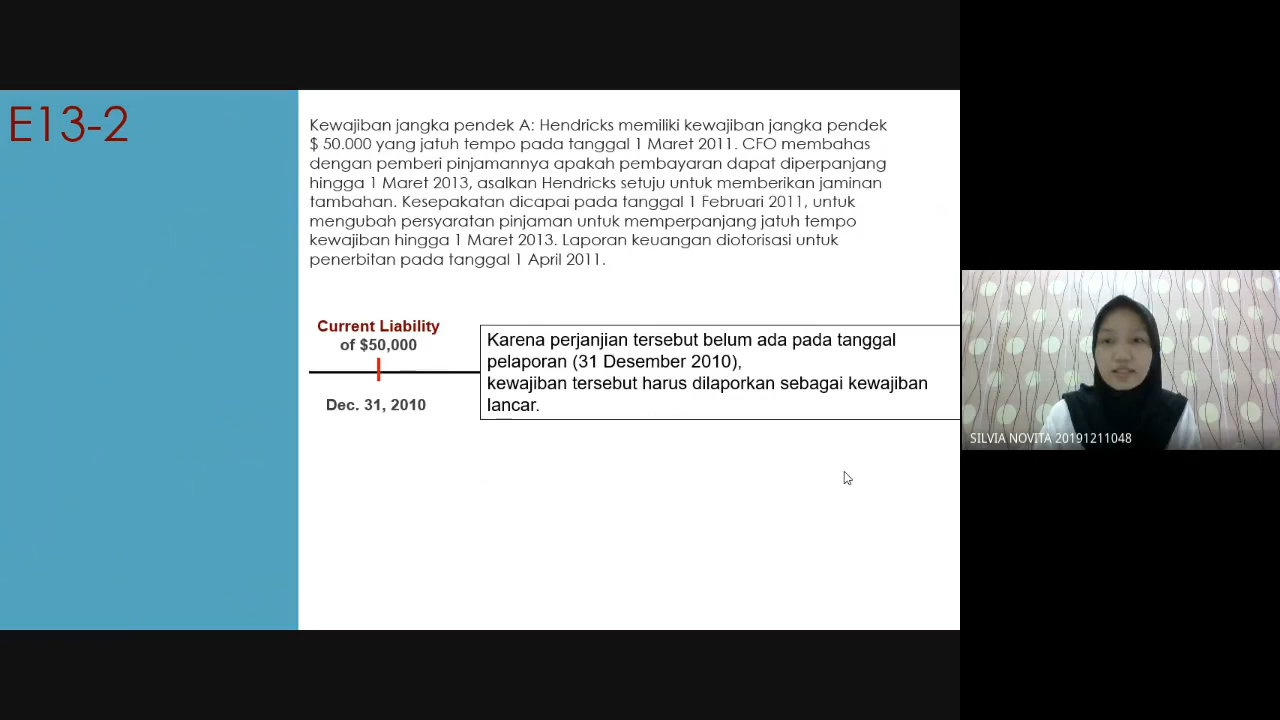 E13-2
Kewajiban jangka pendek A: Hendricks memiliki kewajiban jangka pendek
$ 50.000 yang jatuh tempo pada tanggal 1 Maret 2011. CFO membahas
dengan pemberi pinjamannya apakah pembayaran dapat diperpanjang
hingga 1 Maret 2013, asalkan Hendricks setuju untuk memberikan jaminan
tambahan. Kesepakatan dicapai pada tanggal 1 Februari 2011, untuk
mengubah persyaratan pinjaman untuk memperpanjang jatuh tempo
kewajiban hingga 1 Maret 2013. Laporan keuangan diotorisasi untuk
penerbitan pada tanggal 1 April 2011.
Current Liability
of $50,000
Dec. 31, 2010
Karena perjanjian tersebut belum ada pada tanggal
pelaporan (31 Desember 2010),
kewajiban tersebut harus dilaporkan sebagai kewajiban
lancar.
SILVIA NOVITA 20191211048